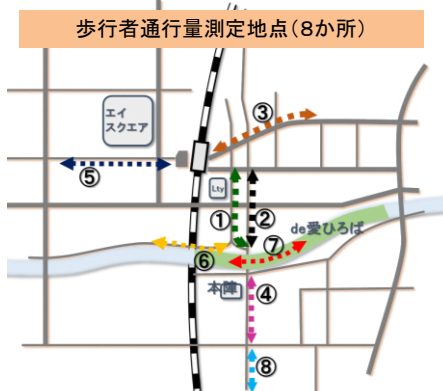 歩行者通行量測定地点(8か所)
③
エイ
スクエア
⑤
Lty
①
②
de愛ひろば
⑥
⑦
本陣
④
⑧